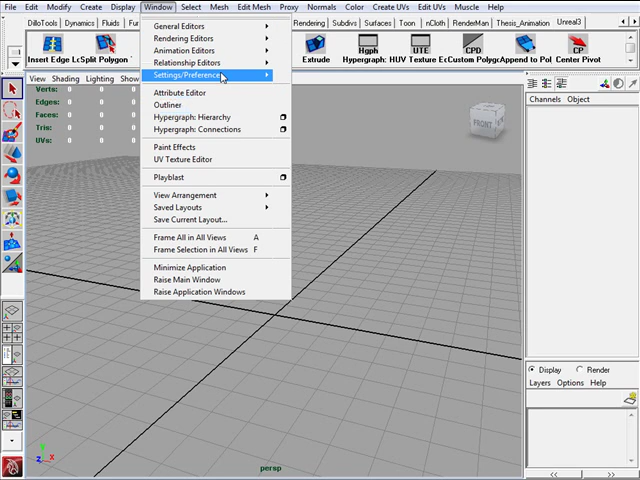 File Edit Modify Create Display Window Select Mesh Edit Mesh Proxy Normals Color Create UVs Edit UVs Muscle Help
DilloTools Dynamics Fluids Rendering Subdivs Surfaces Toon nCloth RenderMan Thesis_Animation Unreal3
Insert Edge Lo Split Polygon Extrude Hypergraph: H UV Texture E Custom Polyg Append to Pol Center Pivot
Hgph UTE CPD CP
View Shading Lighting Show
Verts: 0
Edges: 0
Faces: 0
Tris: 0
UVs: 0
General Editors
Rendering Editors
Animation Editors
Relationship Editors
Settings/Preference
Attribute Editor
Outliner
Hypergraph: Hierarchy
Hypergraph: Connections
Paint Effects
UV Texture Editor
Playblast
View Arrangement
Saved Layouts
Save Current Layout...
Frame All in All Views A
Frame Selection in All Views F
Minimize Application
Raise Main Window
Raise Application Windows
FRONT
Channels Object
Display Render
Layers Options Help
persp
y
z x